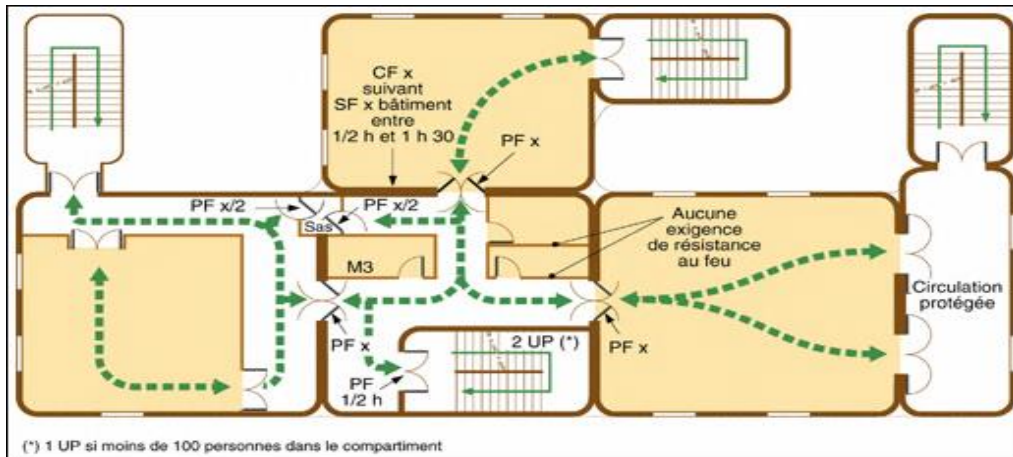 CF x
suivant
SF x bâtiment
entre
1/2 h et 1 h 30
PF x
PF x/2
Sas
PF x/2
Aucune
exigence
de résistance
au feu
M3
Circulation
protégée
PF x
2 UP (*)
PF x
PF
1/2 h
(*) 1 UP si moins de 100 personnes dans le compartiment